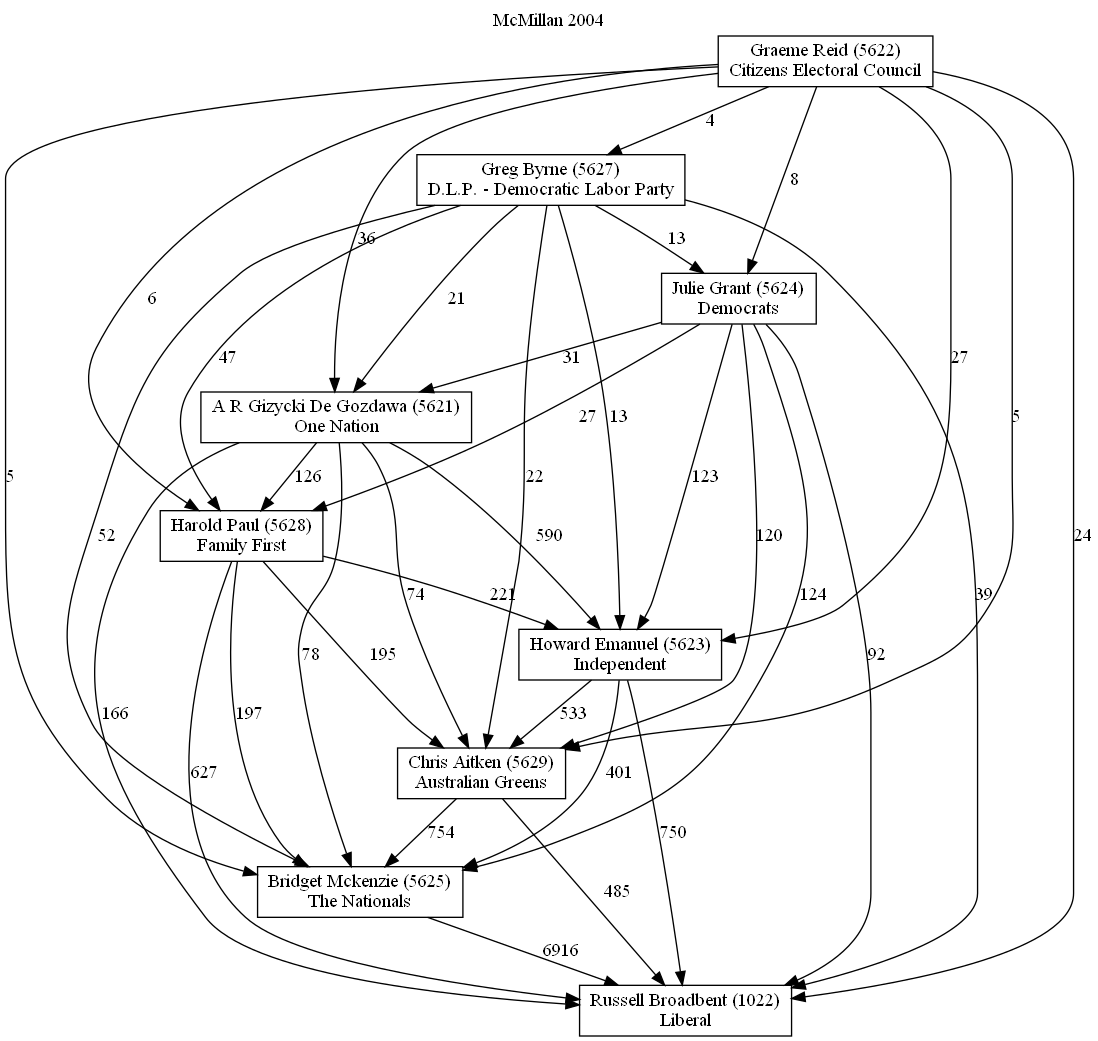 McMillan 2004
Graeme Reid (5622)
Citizens Electoral Council
4
Greg Byrne (5627)
D.L.P. - Democratic Labor Party
8
36
13
Julie Grant (5624)
Democrats
6
21
47
31
27
A R Gizycki De Gozdawa (5621)
One Nation
27
13
5
5
126
22
123
Harold Paul (5628)
Family First
52
590
120
24
74
221
124
39
Howard Emanuel (5623)
Independent
78
195
92
166
197
533
Chris Aitken (5629)
Australian Greens
627
401
754
750
Bridget Mckenzie (5625)
The Nationals
485
6916
Russell Broadbent (1022)
Liberal